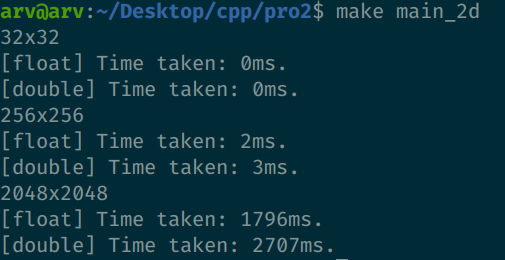 arv@arv:~/Desktop/cpp/pro2$ make main_2d
32x32
[float] Time taken: 0ms.
[double] Time taken: 0ms.
256x256
[float] Time taken: 2ms.
[double] Time taken: 3ms.
2048x2048
[float] Time taken: 1796ms.
[double] Time taken: 2707ms.